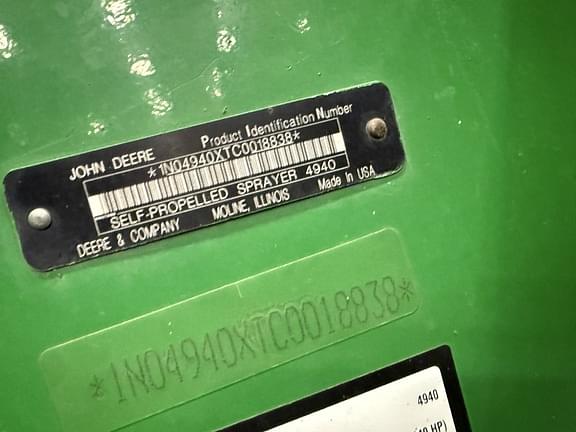 JOHN DEERE Product Identification Number
*1N04940XTC0018838*
SELF-PROPELLED SPRAYER 4940
DEERE & COMPANY MOLINE, ILLINOIS Made in USA
*1N04940XTC0018838*
4940
HP)